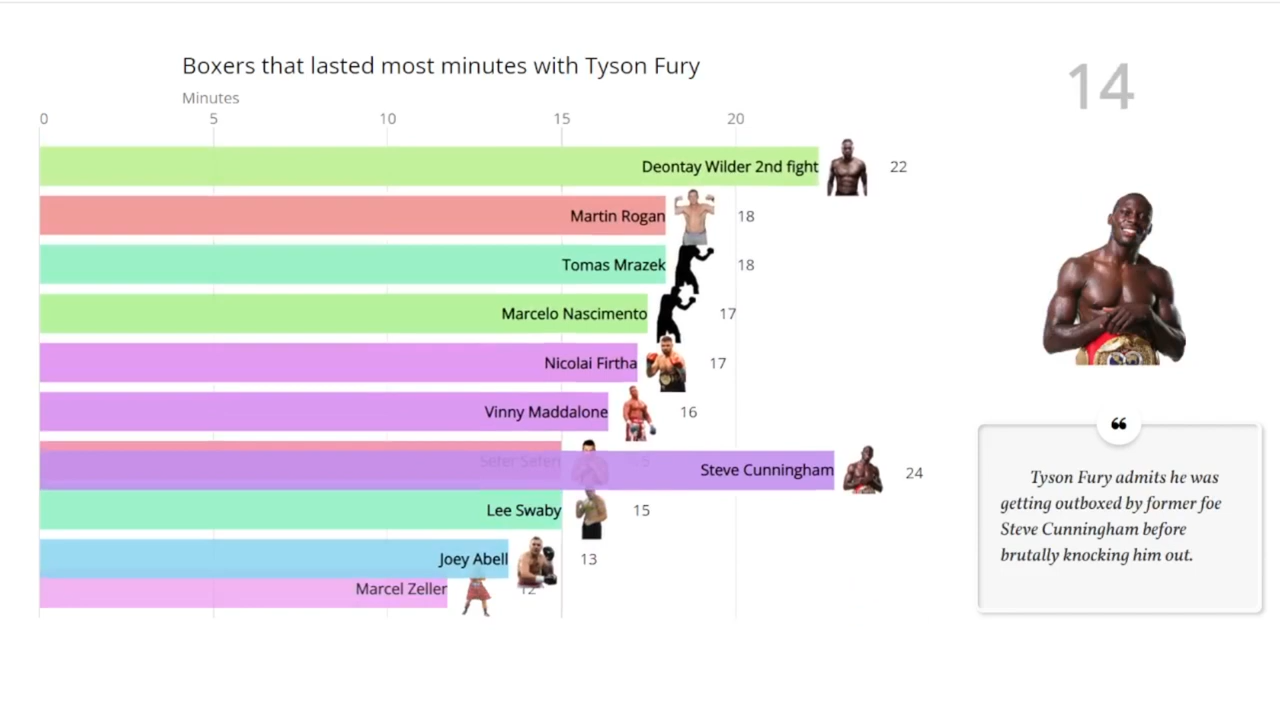 Boxers that lasted most minutes with Tyson Fury
14
Minutes
0 5 10 15 20
Deontay Wilder 2nd fight 22
Martin Rogan 18
Tomas Mrazek 18
Marcelo Nascimento 17
Nicolai Firtha 17
Vinny Maddalone 16
Steve Cunningham 24
Lee Swaby 15
Joey Abell 13
Marcel Zeller 12
❝
Tyson Fury admits he was
getting outboxed by former foe
Steve Cunningham before
brutally knocking him out.